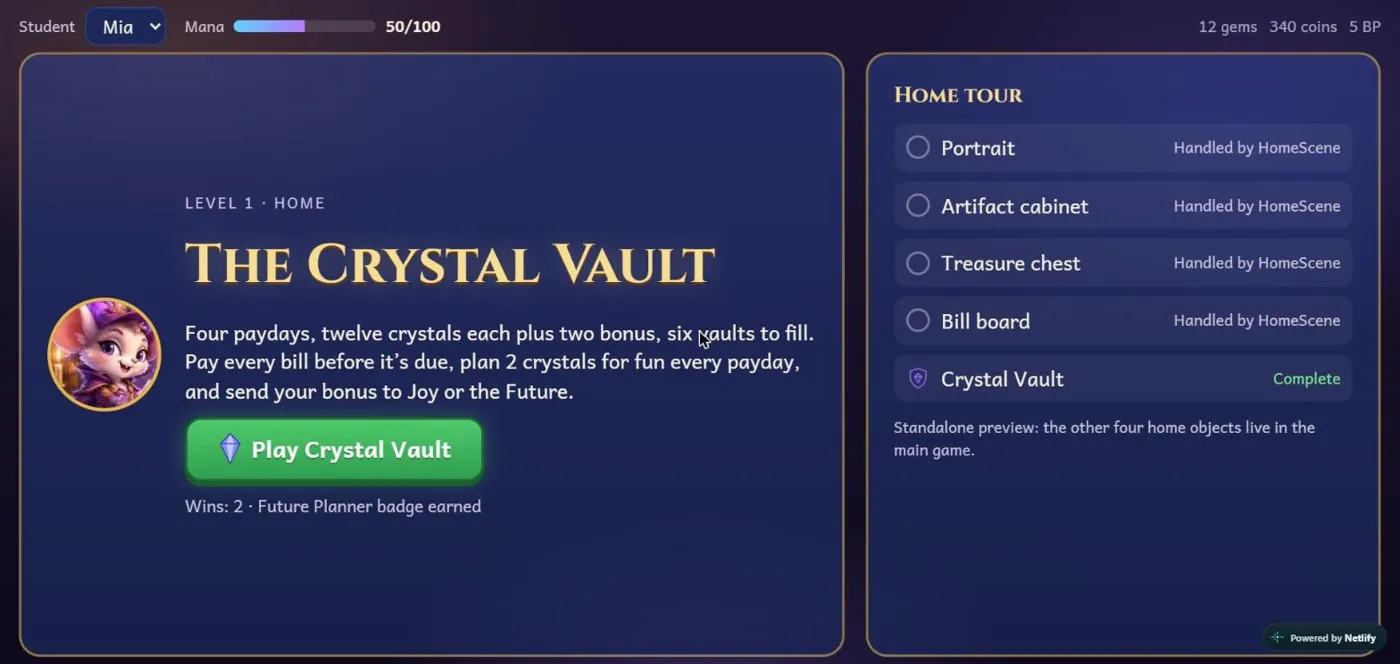 Student Mia Mana 50/100 12 gems 340 coins 5 BP
LEVEL 1 · HOME
THE CRYSTAL VAULT
Four paydays, twelve crystals each plus two bonus, six vaults to fill.
Pay every bill before it’s due, plan 2 crystals for fun every payday,
and send your bonus to Joy or the Future.
Play Crystal Vault
Wins: 2 · Future Planner badge earned
HOME TOUR
Portrait Handled by HomeScene
Artifact cabinet Handled by HomeScene
Treasure chest Handled by HomeScene
Bill board Handled by HomeScene
Crystal Vault Complete
Standalone preview: the other four home objects live in the
main game.
Powered by Netlify